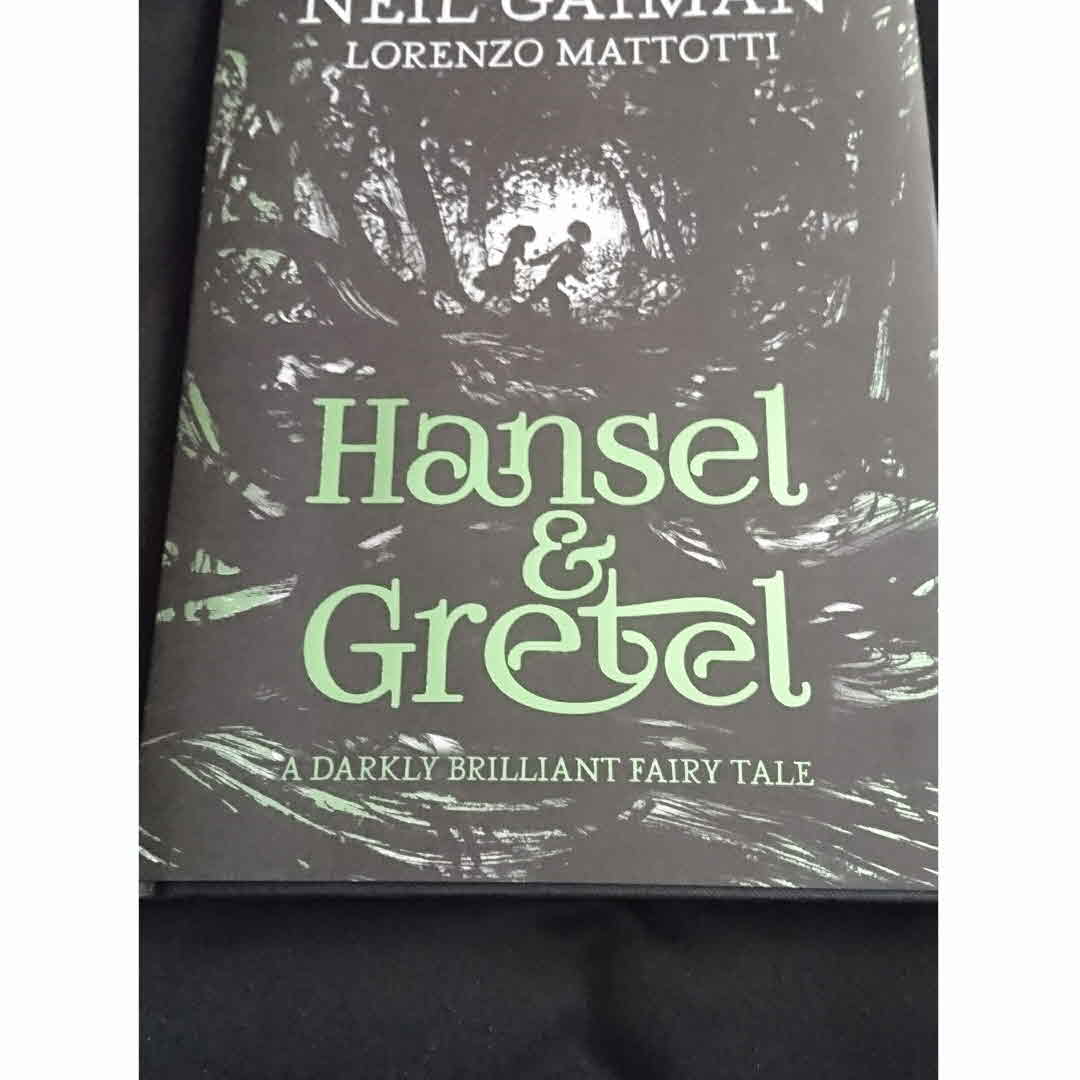 NEIL GAIMAN
LORENZO MATTOTTI
Hansel
&
Gretel
A DARKLY BRILLIANT FAIRY TALE